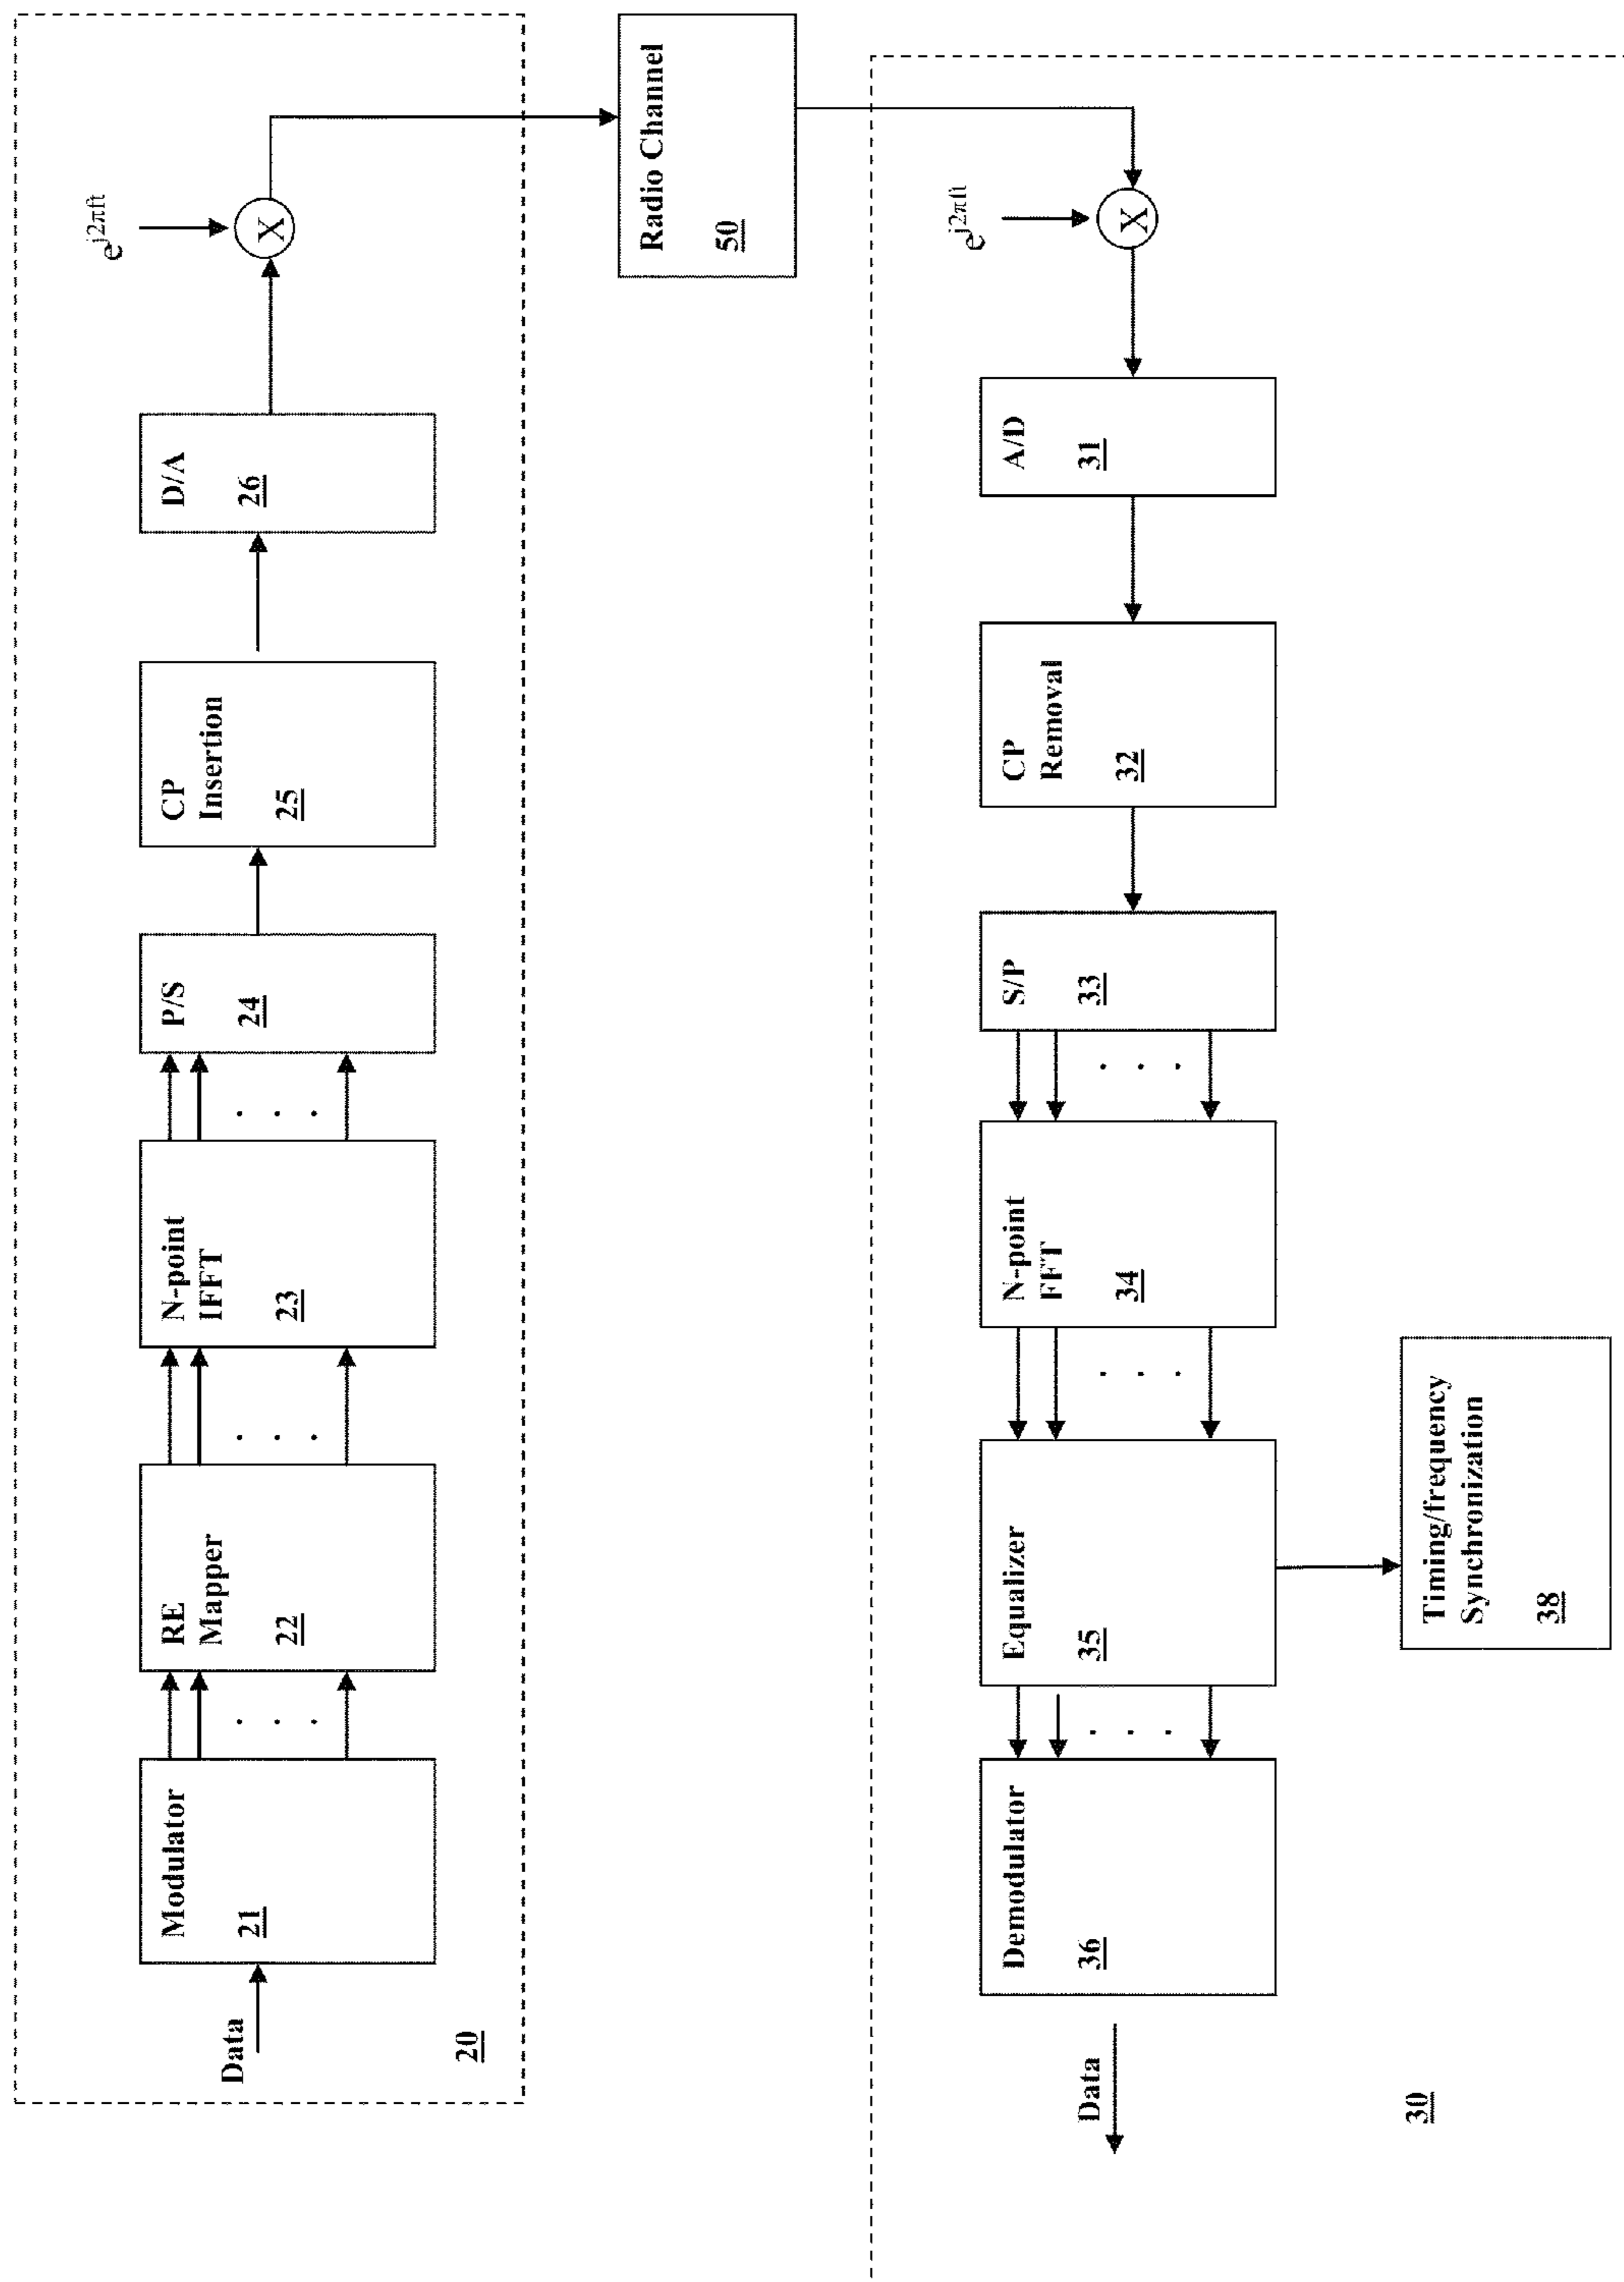 Data
Modulator
21
RE
Mapper
22
N-point
IFFT
23
P/S
24
CP
Insertion
25
D/A
26
e^j2πft
X
20
Radio Channel
50
e^j2πft
X
A/D
31
CP
Removal
32
S/P
33
N-point
FFT
34
Equalizer
35
Timing/frequency
Synchronization
38
Demodulator
36
Data
30